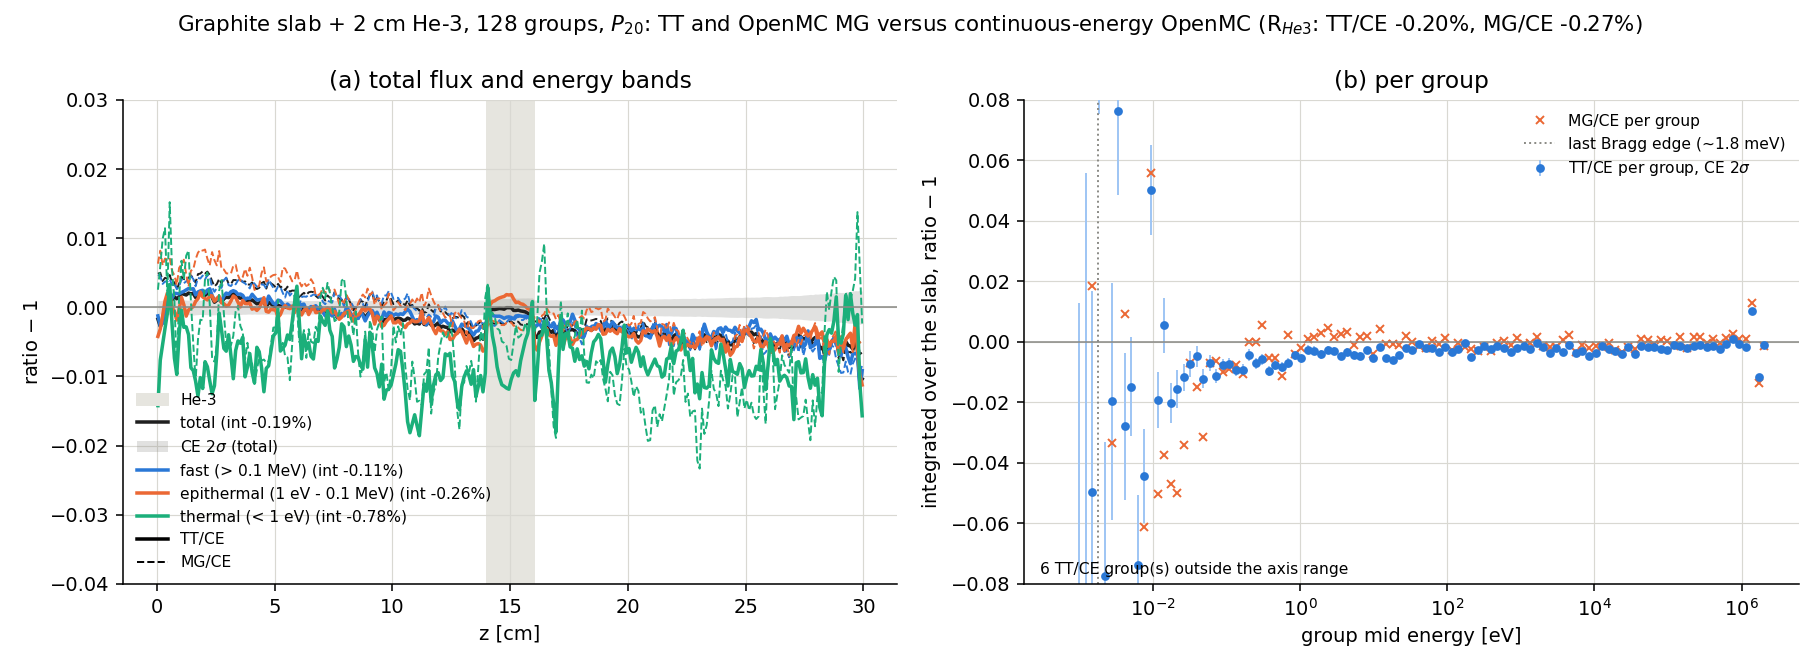 Graphite slab + 2 cm He-3, 128 groups, P₂₀: TT and OpenMC MG versus continuous-energy OpenMC (R_He3: TT/CE -0.20%, MG/CE -0.27%)
(a) total flux and energy bands
ratio − 1
0.03
0.02
0.01
0.00
−0.01
−0.02
−0.03
−0.04
He-3
total (int -0.19%)
CE 2σ (total)
fast (> 0.1 MeV) (int -0.11%)
epithermal (1 eV - 0.1 MeV) (int -0.26%)
thermal (< 1 eV) (int -0.78%)
TT/CE
MG/CE
0 5 10 15 20 25 30
z [cm]
(b) per group
integrated over the slab, ratio − 1
0.08
0.06
0.04
0.02
0.00
−0.02
−0.04
−0.06
−0.08
MG/CE per group
last Bragg edge (~1.8 meV)
TT/CE per group, CE 2σ
6 TT/CE group(s) outside the axis range
10⁻² 10⁰ 10² 10⁴ 10⁶
group mid energy [eV]